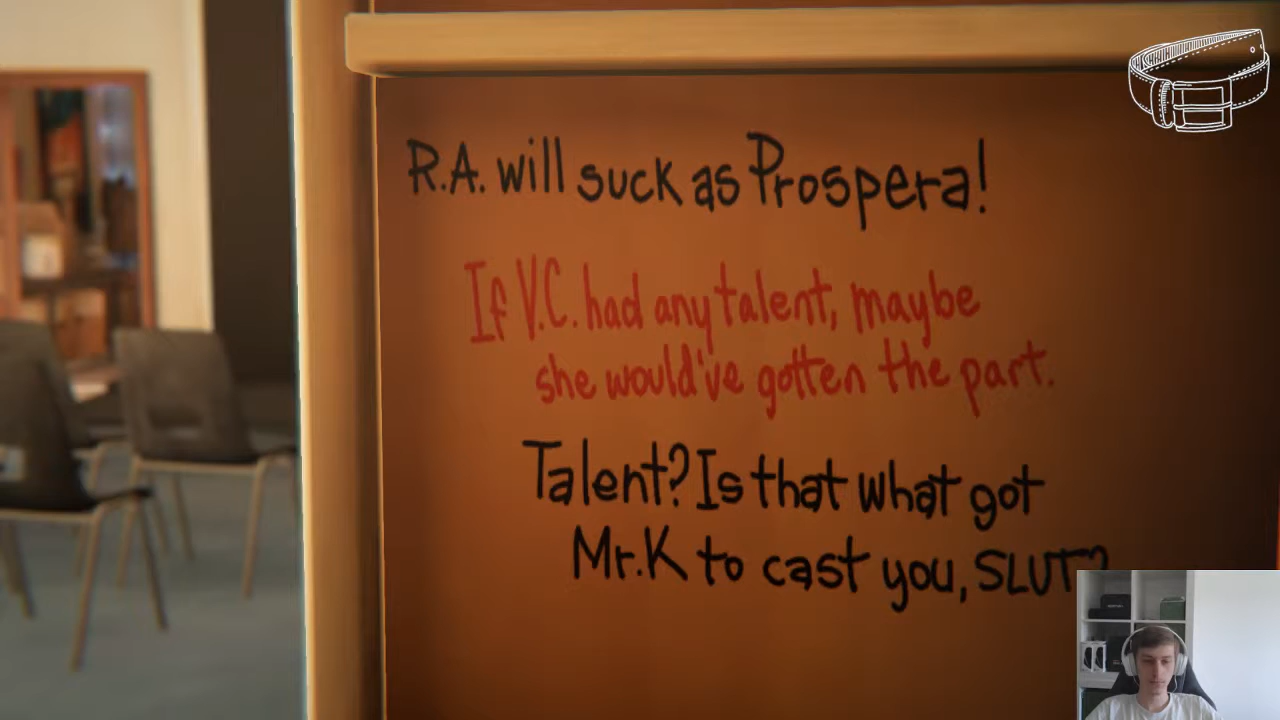 R.A. will suck as Prospera!
If V.C. had any talent, maybe
she would've gotten the part.
Talent? Is that what got
Mr. K to cast you, SLUT?